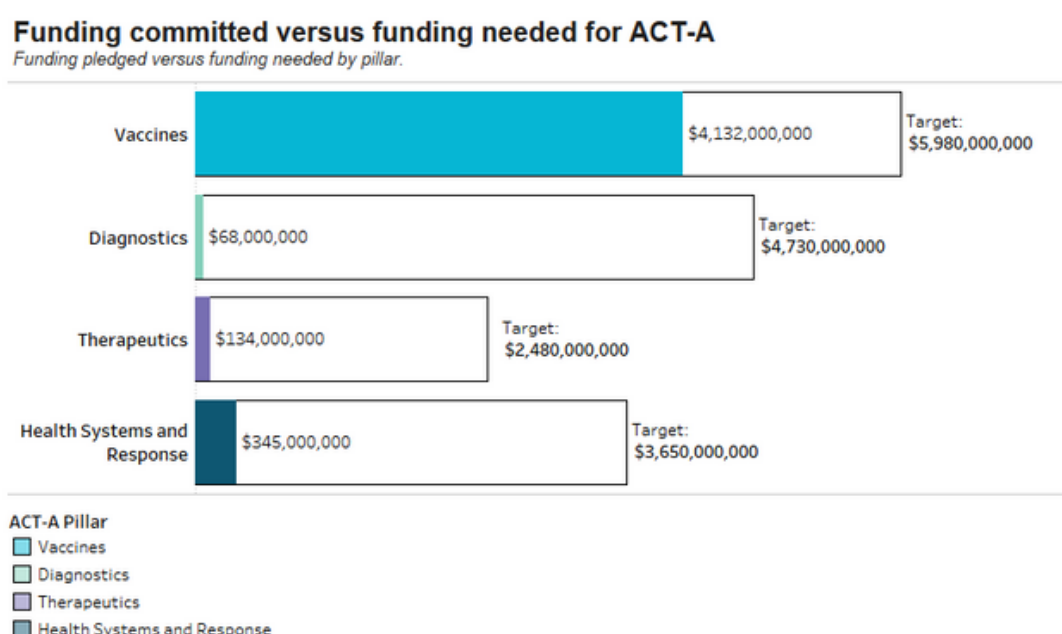 Funding committed versus funding needed for ACT-A
Funding pledged versus funding needed by pillar.
Vaccines
$4,132,000,000
Target:
$5,980,000,000
Diagnostics
$68,000,000
Target:
$4,730,000,000
Therapeutics
$134,000,000
Target:
$2,480,000,000
Health Systems and
Response
$345,000,000
Target:
$3,650,000,000
ACT-A Pillar
Vaccines
Diagnostics
Therapeutics
Health Systems and Response